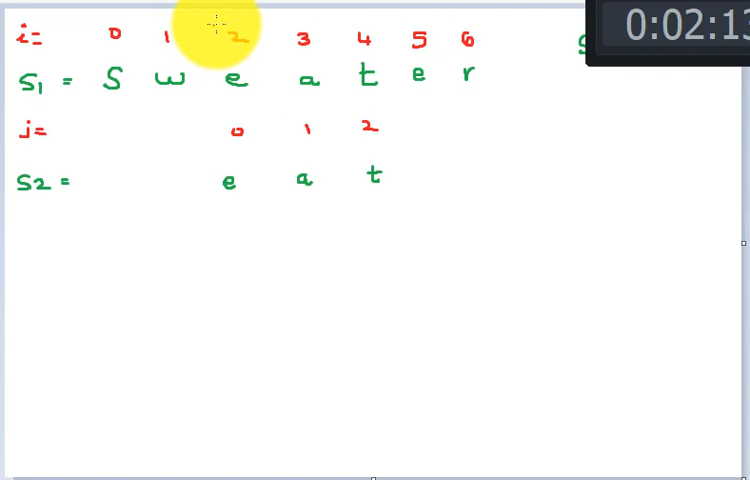 i= 0 1 2 3 4 5 6
S1 = S w e a t e r
j= 0 1 2
S2 = e a t
0:02:13